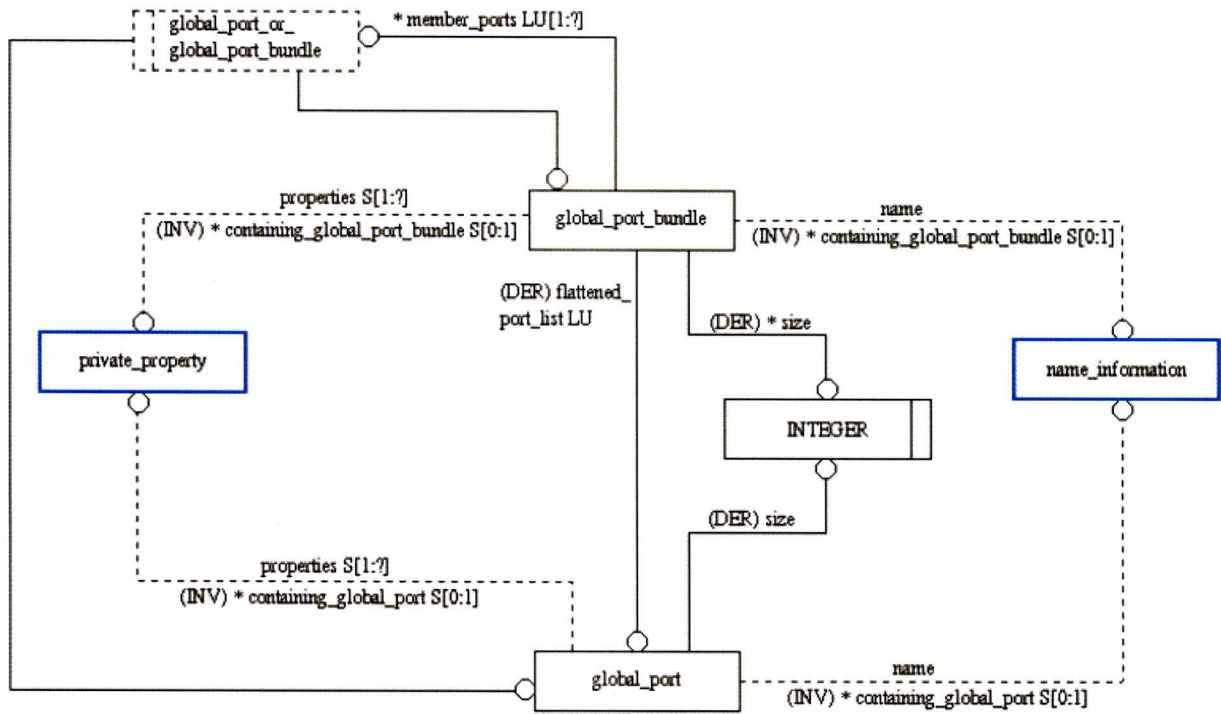 global_port_or_
global_port_bundle
* member_ports LU[1:?]
properties S[1:?]
(INV) * containing_global_port_bundle S[0:1]
global_port_bundle
name
(INV) * containing_global_port_bundle S[0:1]
(DER) flattened_
port_list LU
(DER) * size
private_property
name_information
INTEGER
(DER) size
properties S[1:?]
(INV) * containing_global_port S[0:1]
global_port
name
(INV) * containing_global_port S[0:1]